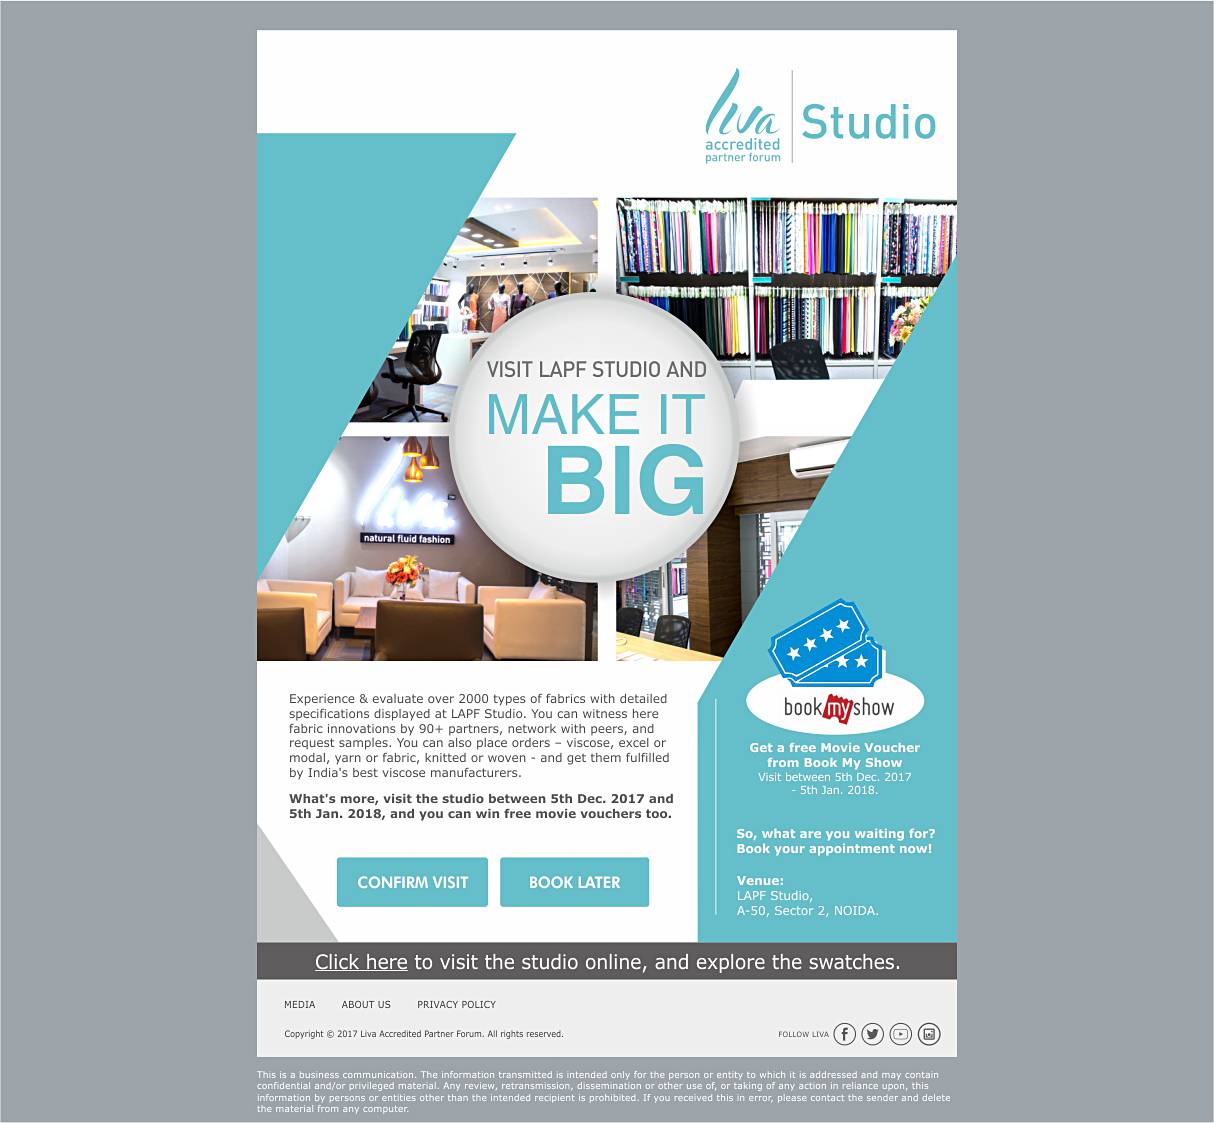 Liva
accredited
partner forum
Studio
VISIT LAPF STUDIO AND
MAKE IT
BIG
Liva
natural fluid fashion
book my show
Get a free Movie Voucher
from Book My Show
Visit between 5th Dec. 2017
- 5th Jan. 2018.
Experience & evaluate over 2000 types of fabrics with detailed
specifications displayed at LAPF Studio. You can witness here
fabric innovations by 90+ partners, network with peers, and
request samples. You can also place orders – viscose, excel or
modal, yarn or fabric, knitted or woven - and get them fulfilled
by India's best viscose manufacturers.
What's more, visit the studio between 5th Dec. 2017 and
5th Jan. 2018, and you can win free movie vouchers too.
So, what are you waiting for?
Book your appointment now!
CONFIRM VISIT
BOOK LATER
Venue:
LAPF Studio,
A-50, Sector 2, NOIDA.
Click here to visit the studio online, and explore the swatches.
MEDIA ABOUT US PRIVACY POLICY
Copyright © 2017 Liva Accredited Partner Forum. All rights reserved.
FOLLOW LIVA
This is a business communication. The information transmitted is intended only for the person or entity to which it is addressed and may contain
confidential and/or privileged material. Any review, retransmission, dissemination or other use of, or taking of any action in reliance upon, this
information by persons or entities other than the intended recipient is prohibited. If you received this in error, please contact the sender and delete
the material from any computer.